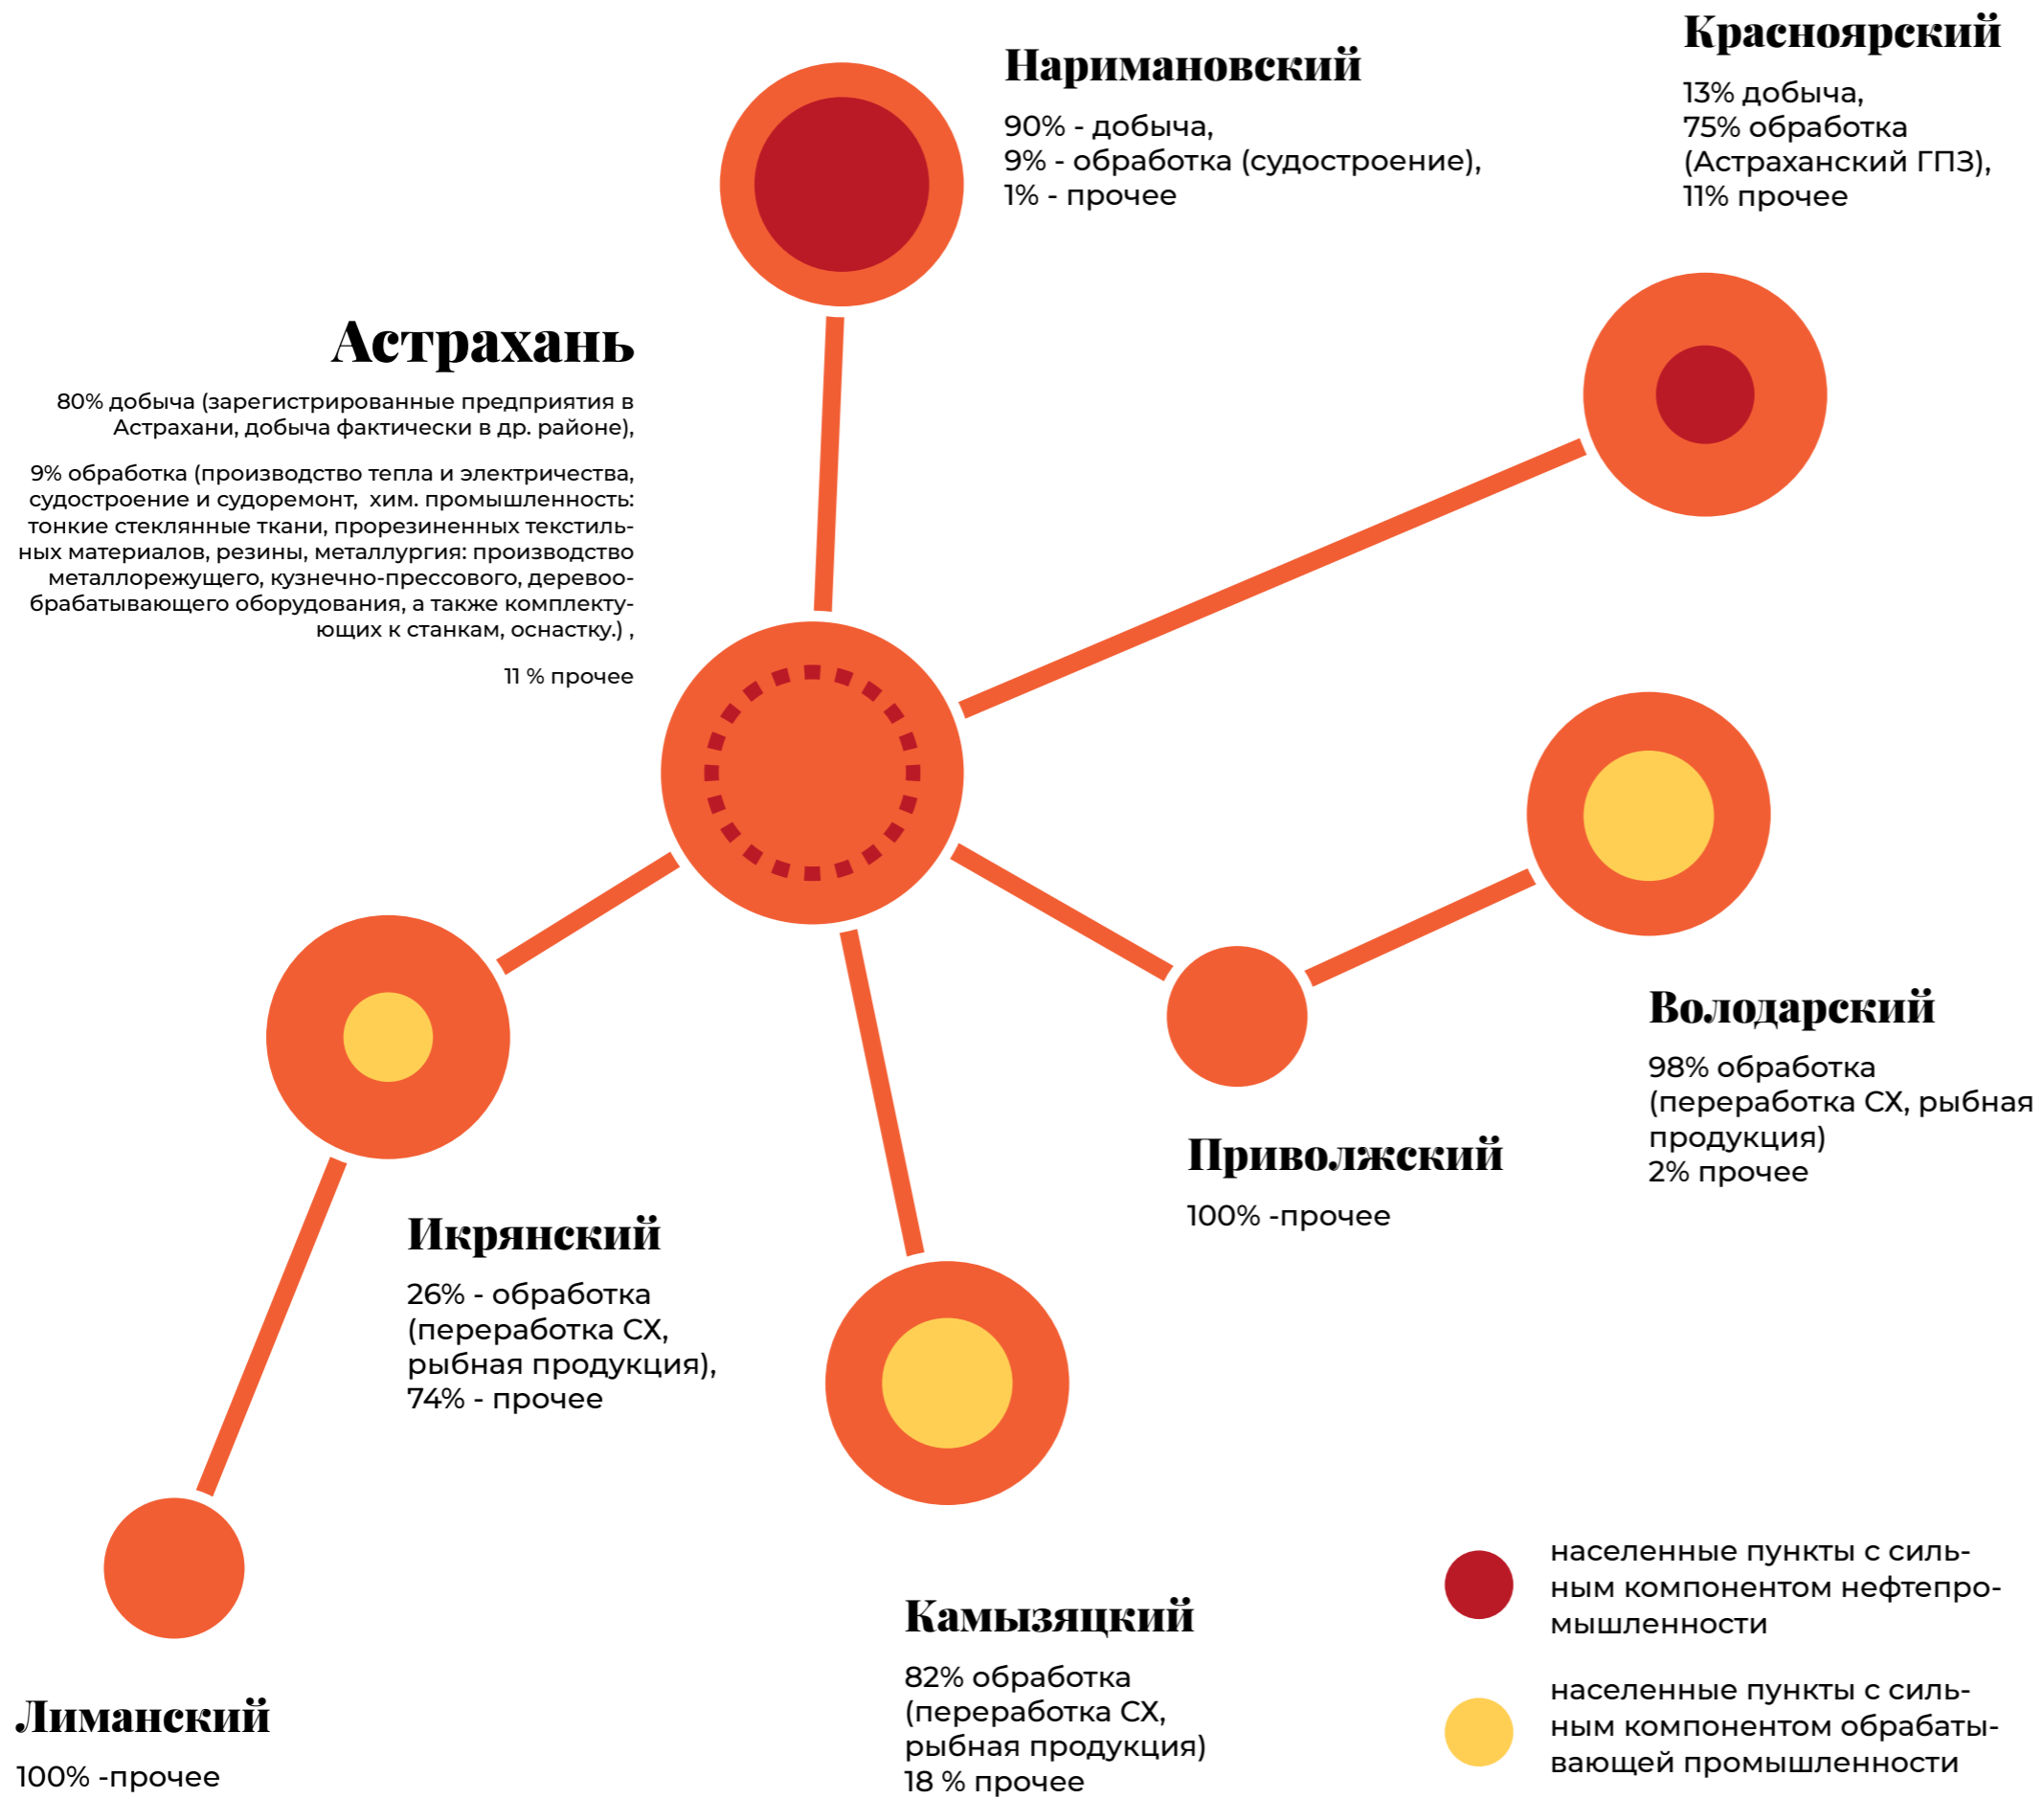 Красноярский
13% добыча,
75% обработка
(Астраханский ГПЗ),
11% прочее
Наримановский
90% - добыча,
9% - обработка (судостроение),
1% - прочее
Астрахань
80% добыча (зарегистрированные предприятия в
Астрахани, добыча фактически в др. районе),
9% обработка (производство тепла и электричества,
судостроение и судоремонт,  хим. промышленность:
тонкие стеклянные ткани, прорезиненных текстиль-
ных материалов, резины, металлургия: производство
металлорежущего, кузнечно-прессового, деревоо-
брабатывающего оборудования, а также комплекту-
ющих к станкам, оснастку.) ,
11 % прочее
Володарский
98% обработка
(переработка СХ, рыбная
продукция)
2% прочее
Приволжский
100% -прочее
Икрянский
26% - обработка
(переработка СХ,
рыбная продукция),
74% - прочее
Камызяцкий
82% обработка
(переработка СХ,
рыбная продукция)
18 % прочее
Лиманский
100% -прочее
населенные пункты с силь-
ным компонентом нефтепро-
мышленности
населенные пункты с силь-
ным компонентом обрабаты-
вающей промышленности